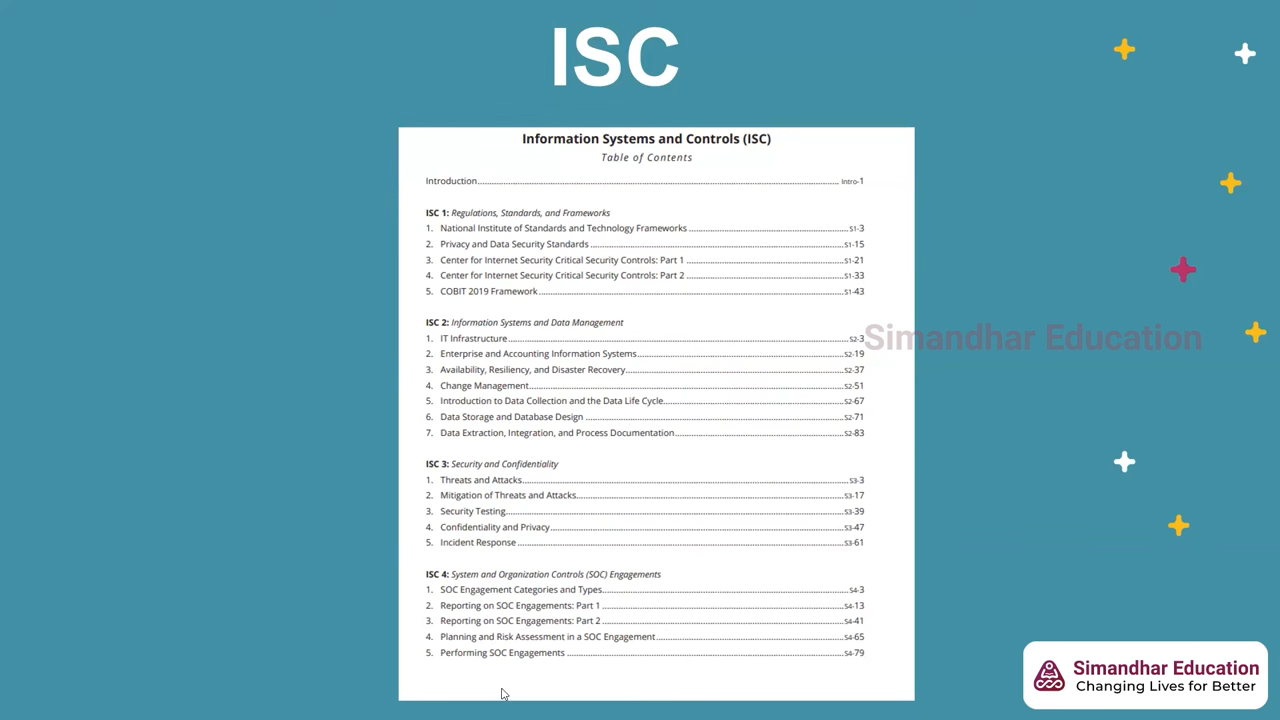 ISC
Information Systems and Controls (ISC)
Table of Contents
Introduction........................................ Intro-1
ISC 1: Regulations, Standards, and Frameworks
1. National Institute of Standards and Technology Frameworks ........................................ S1-3
2. Privacy and Data Security Standards ........................................ S1-15
3. Center for Internet Security Critical Security Controls: Part 1 ........................................ S1-21
4. Center for Internet Security Critical Security Controls: Part 2 ........................................ S1-33
5. COBIT 2019 Framework ........................................ S1-43
ISC 2: Information Systems and Data Management
1. IT Infrastructure ........................................ S2-3
2. Enterprise and Accounting Information Systems ........................................ S2-19
3. Availability, Resiliency, and Disaster Recovery ........................................ S2-37
4. Change Management ........................................ S2-51
5. Introduction to Data Collection and the Data Life Cycle ........................................ S2-67
6. Data Storage and Database Design ........................................ S2-71
7. Data Extraction, Integration, and Process Documentation ........................................ S2-83
ISC 3: Security and Confidentiality
1. Threats and Attacks ........................................ S3-3
2. Mitigation of Threats and Attacks ........................................ S3-17
3. Security Testing ........................................ S3-39
4. Confidentiality and Privacy ........................................ S3-47
5. Incident Response ........................................ S3-61
ISC 4: System and Organization Controls (SOC) Engagements
1. SOC Engagement Categories and Types ........................................ S4-3
2. Reporting on SOC Engagements: Part 1 ........................................ S4-13
3. Reporting on SOC Engagements: Part 2 ........................................ S4-41
4. Planning and Risk Assessment in a SOC Engagement ........................................ S4-65
5. Performing SOC Engagements ........................................ S4-79
Simandhar Education
Simandhar Education
Changing Lives for Better